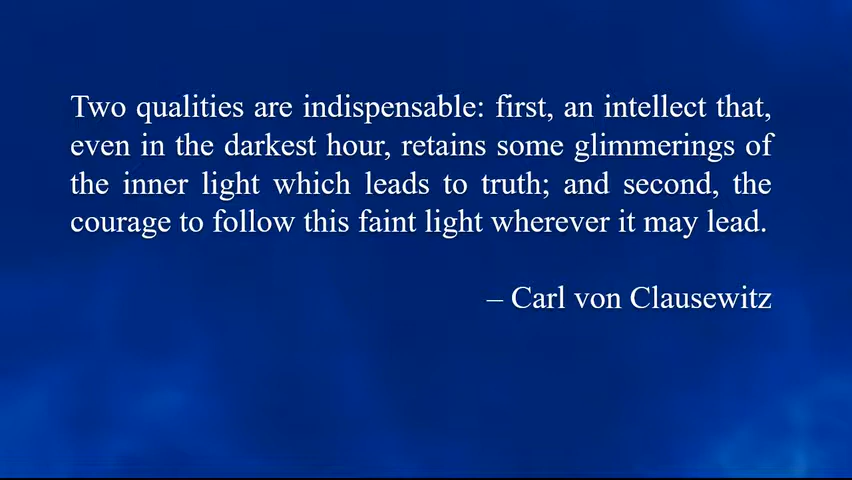 Two qualities are indispensable: first, an intellect that,
even in the darkest hour, retains some glimmerings of
the inner light which leads to truth; and second, the
courage to follow this faint light wherever it may lead.
– Carl von Clausewitz